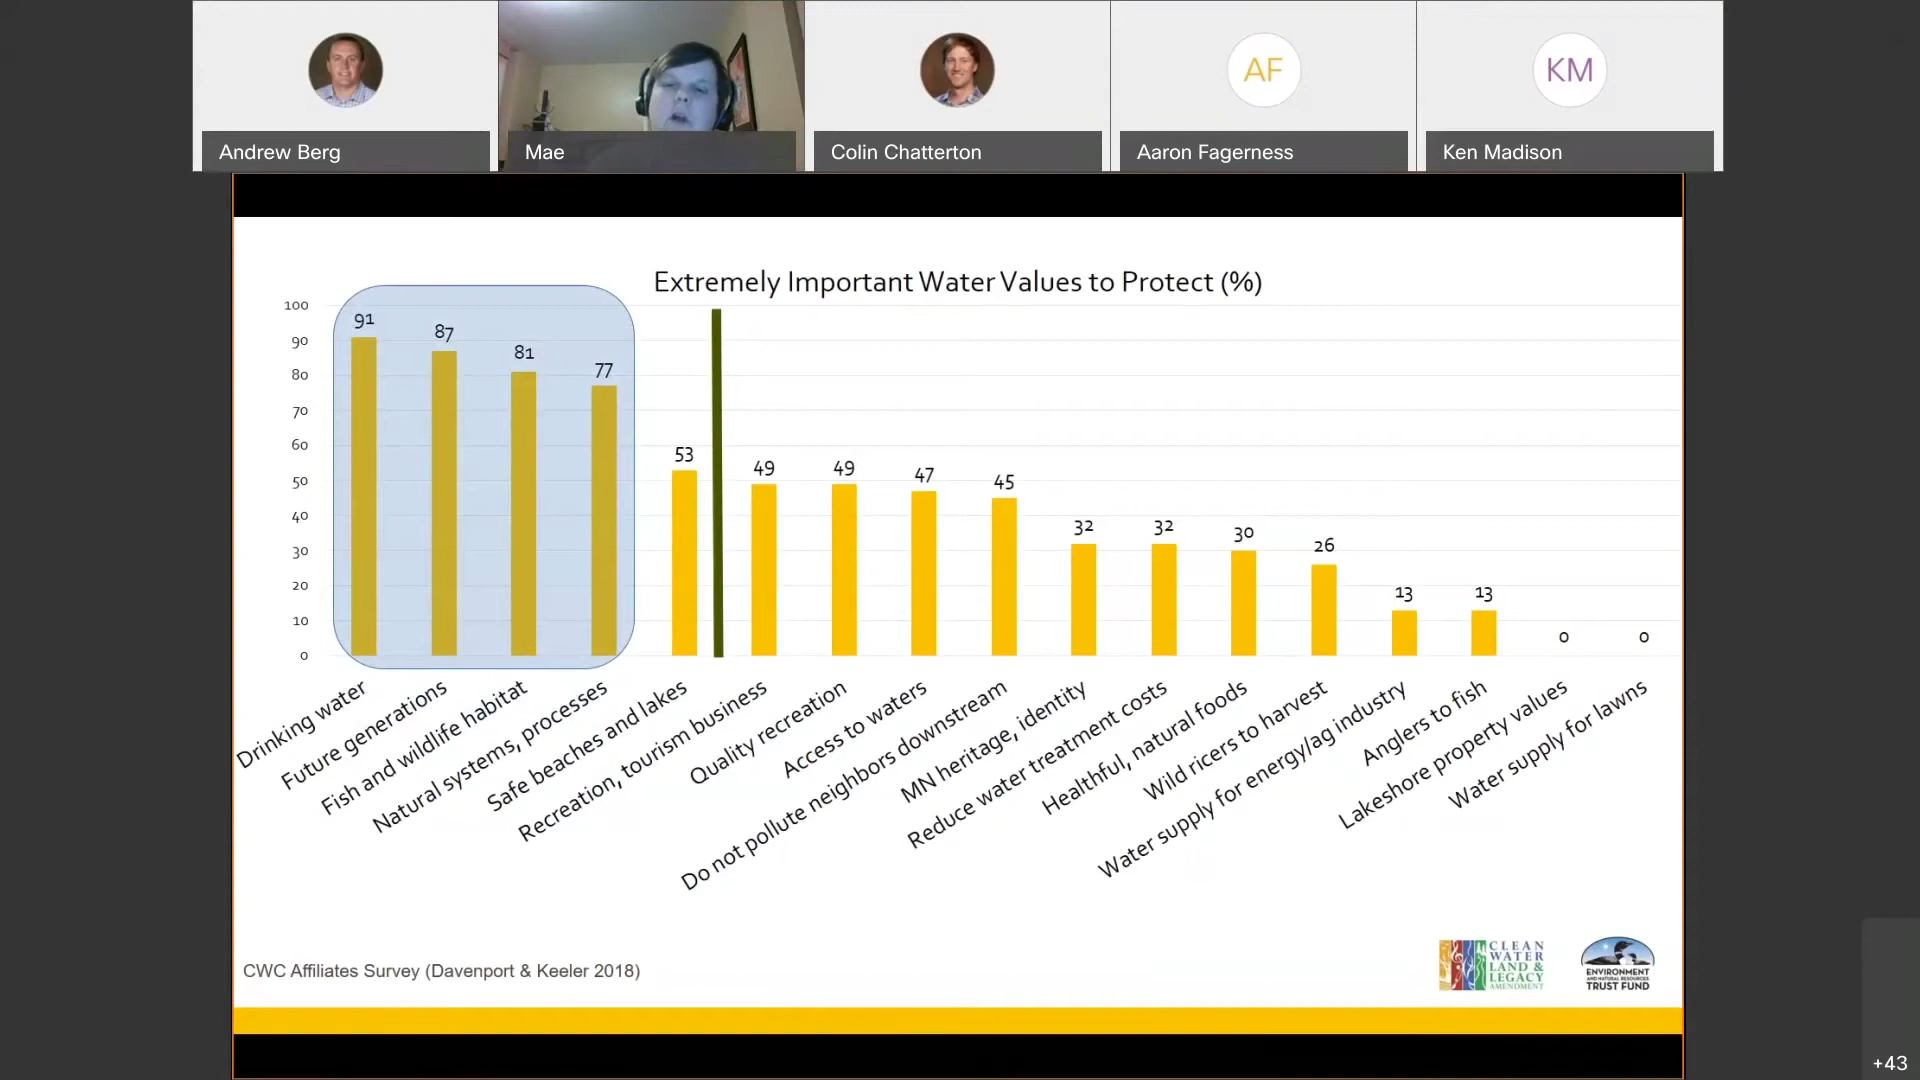 AF
KM
Andrew Berg
Mae
Colin Chatterton
Aaron Fagerness
Ken Madison
Extremely Important Water Values to Protect (%)
100
90
80
70
60
50
40
30
20
10
0
91
87
81
77
53
49
49
47
45
32
32
30
26
13
13
0
0
Drinking water
Future generations
Fish and wildlife habitat
Natural systems, processes
Safe beaches and lakes
Recreation, tourism business
Quality recreation
Access to waters
Do not pollute neighbors downstream
MN heritage, identity
Reduce water treatment costs
Healthful, natural foods
Wild ricers to harvest
Water supply for energy/ag industry
Anglers to fish
Lakeshore property values
Water supply for lawns
CWC Affiliates Survey (Davenport & Keeler 2018)
CLEAN
WATER
LAND &
LEGACY
AMENDMENT
ENVIRONMENT
AND NATURAL RESOURCES
TRUST FUND
+43